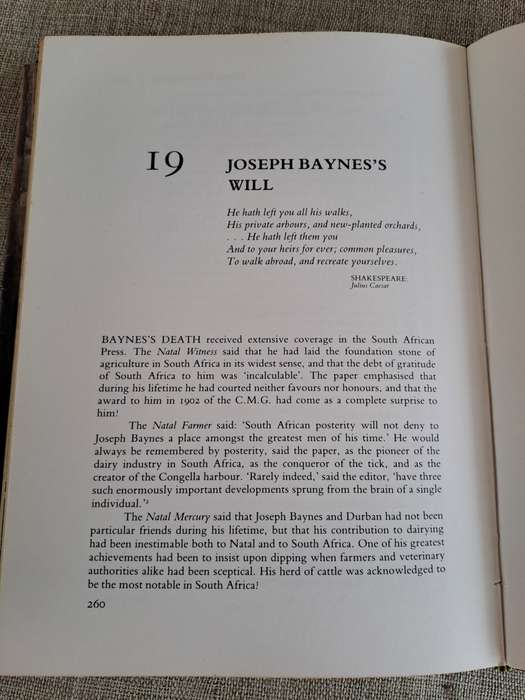 19
JOSEPH BAYNES'S
WILL
He hath left you all his walks,
His private arbours, and new-planted orchards,
. . . He hath left them you
And to your heirs for ever; common pleasures,
To walk abroad, and recreate yourselves.
SHAKESPEARE.
Julius Caesar
BAYNES'S DEATH received extensive coverage in the South African
Press. The Natal Witness said that he had laid the foundation stone of
agriculture in South Africa in its widest sense, and that the debt of gratitude
of South Africa to him was 'incalculable'. The paper emphasised that
during his lifetime he had courted neither favours nor honours, and that the
award to him in 1902 of the C.M.G. had come as a complete surprise to
him!
The Natal Farmer said: 'South African posterity will not deny to
Joseph Baynes a place amongst the greatest men of his time.' He would
always be remembered by posterity, said the paper, as the pioneer of the
dairy industry in South Africa, as the conqueror of the tick, and as the
creator of the Congella harbour. 'Rarely indeed,' said the editor, 'have three
such enormously important developments sprung from the brain of a single
individual.'²
The Natal Mercury said that Joseph Baynes and Durban had not been
particular friends during his lifetime, but that his contribution to dairying
had been inestimable both to Natal and to South Africa. One of his greatest
achievements had been to insist upon dipping when farmers and veterinary
authorities alike had been sceptical. His herd of cattle was acknowledged to
be the most notable in South Africa!
260